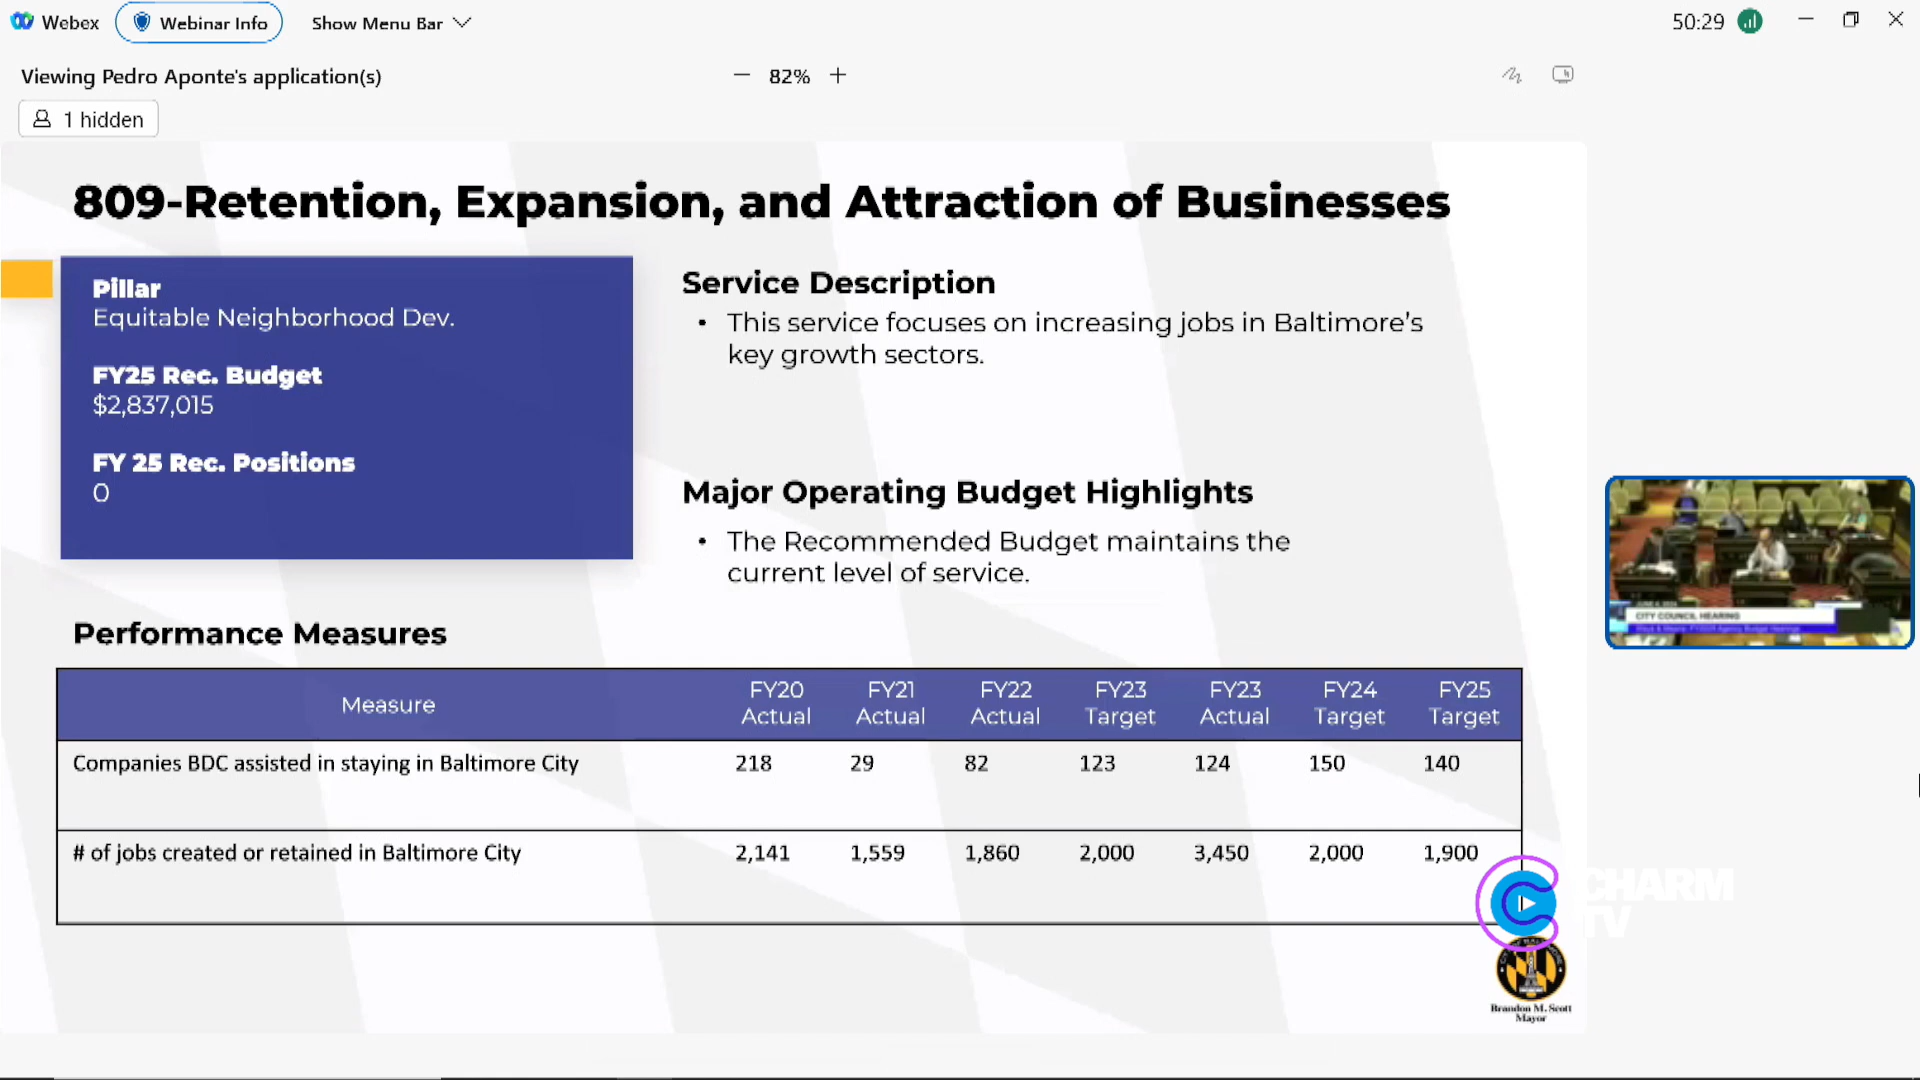 Webex
Webinar Info
Show Menu Bar
50:29
Viewing Pedro Aponte's application(s)
82%
1 hidden
809-Retention, Expansion, and Attraction of Businesses
Pillar
Equitable Neighborhood Dev.
FY25 Rec. Budget
$2,837,015
FY 25 Rec. Positions
0
Service Description
• This service focuses on increasing jobs in Baltimore's
key growth sectors.
Major Operating Budget Highlights
• The Recommended Budget maintains the
current level of service.
CITY COUNCIL HEARING
Performance Measures
Measure FY20 Actual FY21 Actual FY22 Actual FY23 Target FY23 Actual FY24 Target FY25 Target
Companies BDC assisted in staying in Baltimore City 218 29 82 123 124 150 140
# of jobs created or retained in Baltimore City 2,141 1,559 1,860 2,000 3,450 2,000 1,900
CHARM
TV
Brandon M. Scott
Mayor